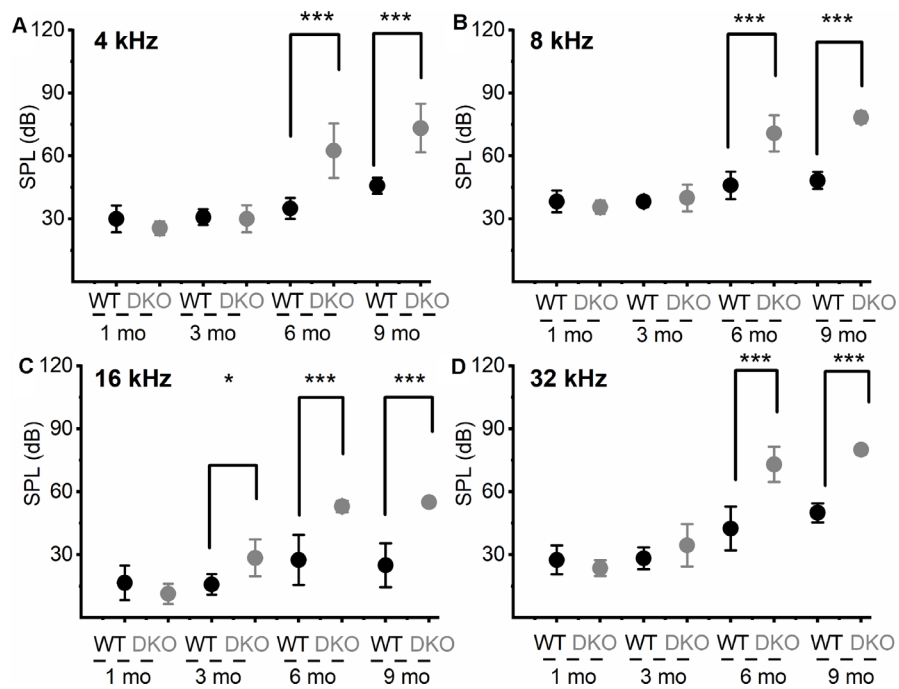 A 4 kHz
*** ***
120
90
60
30
SPL (dB)
WT DKO WT DKO WT DKO WT DKO
1 mo 3 mo 6 mo 9 mo
B 8 kHz
*** ***
120
90
60
30
SPL (dB)
WT DKO WT DKO WT DKO WT DKO
1 mo 3 mo 6 mo 9 mo
C 16 kHz
* *** ***
120
90
60
30
SPL (dB)
WT DKO WT DKO WT DKO WT DKO
1 mo 3 mo 6 mo 9 mo
D 32 kHz
*** ***
120
90
60
30
SPL (dB)
WT DKO WT DKO WT DKO WT DKO
1 mo 3 mo 6 mo 9 mo